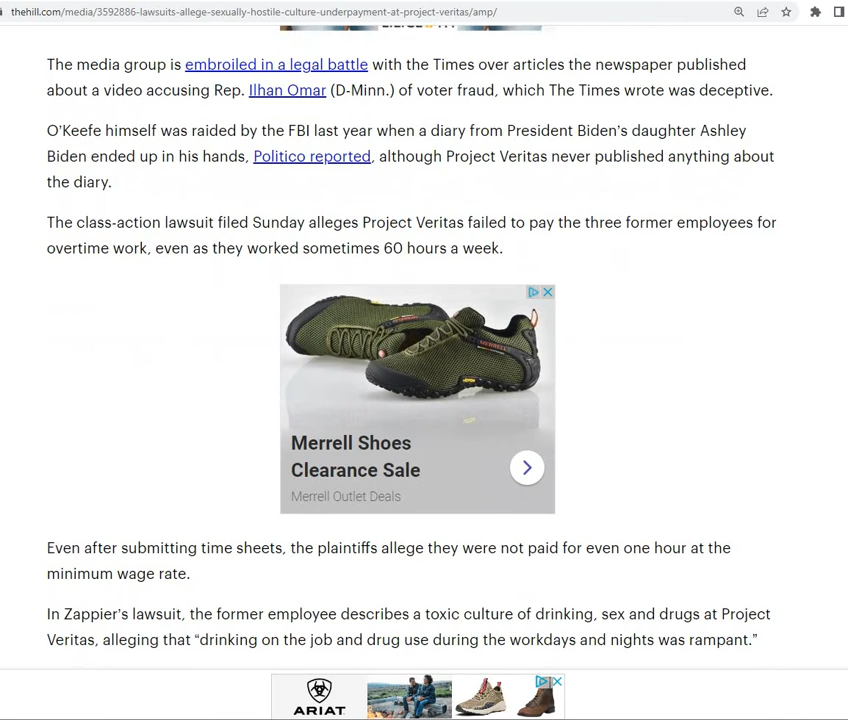 thehill.com/media/3592886-lawsuits-allege-sexually-hostile-culture-underpayment-at-project-veritas/amp/
The media group is embroiled in a legal battle with the Times over articles the newspaper published
about a video accusing Rep. Ilhan Omar (D-Minn.) of voter fraud, which The Times wrote was deceptive.
O’Keefe himself was raided by the FBI last year when a diary from President Biden’s daughter Ashley
Biden ended up in his hands, Politico reported, although Project Veritas never published anything about
the diary.
The class-action lawsuit filed Sunday alleges Project Veritas failed to pay the three former employees for
overtime work, even as they worked sometimes 60 hours a week.
MERRELL
Merrell Shoes
Clearance Sale
Merrell Outlet Deals
Even after submitting time sheets, the plaintiffs allege they were not paid for even one hour at the
minimum wage rate.
In Zappier’s lawsuit, the former employee describes a toxic culture of drinking, sex and drugs at Project
Veritas, alleging that “drinking on the job and drug use during the workdays and nights was rampant.”
ARIAT